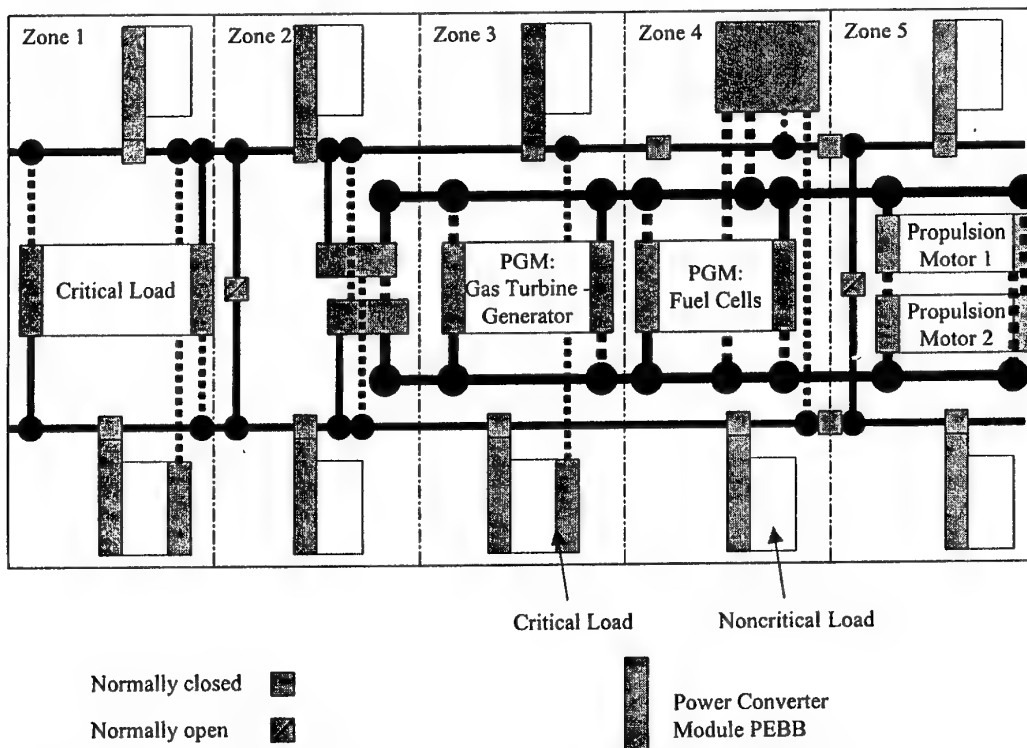 Zone 1
Zone 2
Zone 3
Zone 4
Zone 5
Critical Load
PGM:
Gas Turbine -
Generator
PGM:
Fuel Cells
Propulsion
Motor 1
Propulsion
Motor 2
Critical Load
Noncritical Load
Normally closed
Normally open
Power Converter
Module PEBB